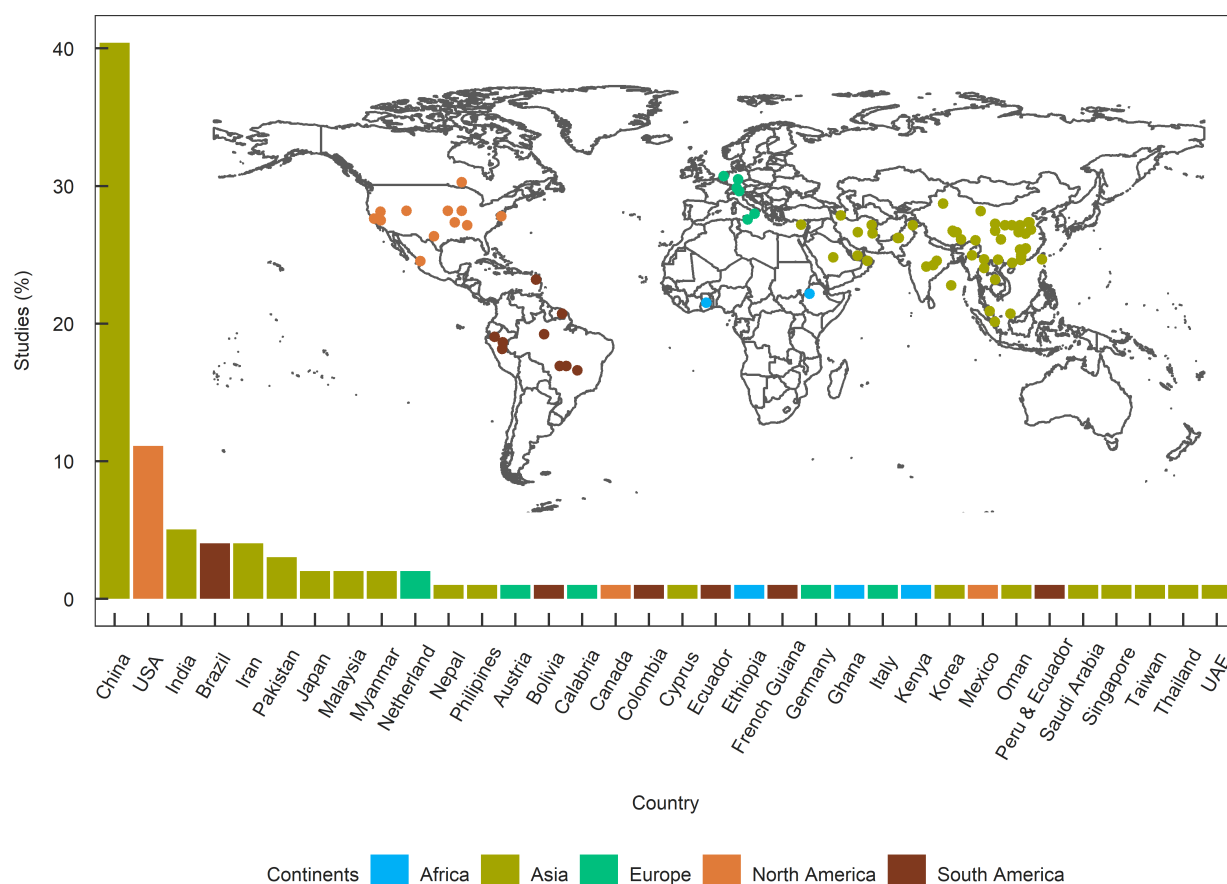 Studies (%)
40
30
20
10
0
China
USA
India
Brazil
Iran
Pakistan
Japan
Malaysia
Myanmar
Netherland
Nepal
Philipines
Austria
Bolivia
Calabria
Canada
Colombia
Cyprus
Ecuador
Ethiopia
French Guiana
Germany
Ghana
Italy
Kenya
Korea
Mexico
Oman
Peru & Ecuador
Saudi Arabia
Singapore
Taiwan
Thailand
UAE
Country
Continents Africa Asia Europe North America South America